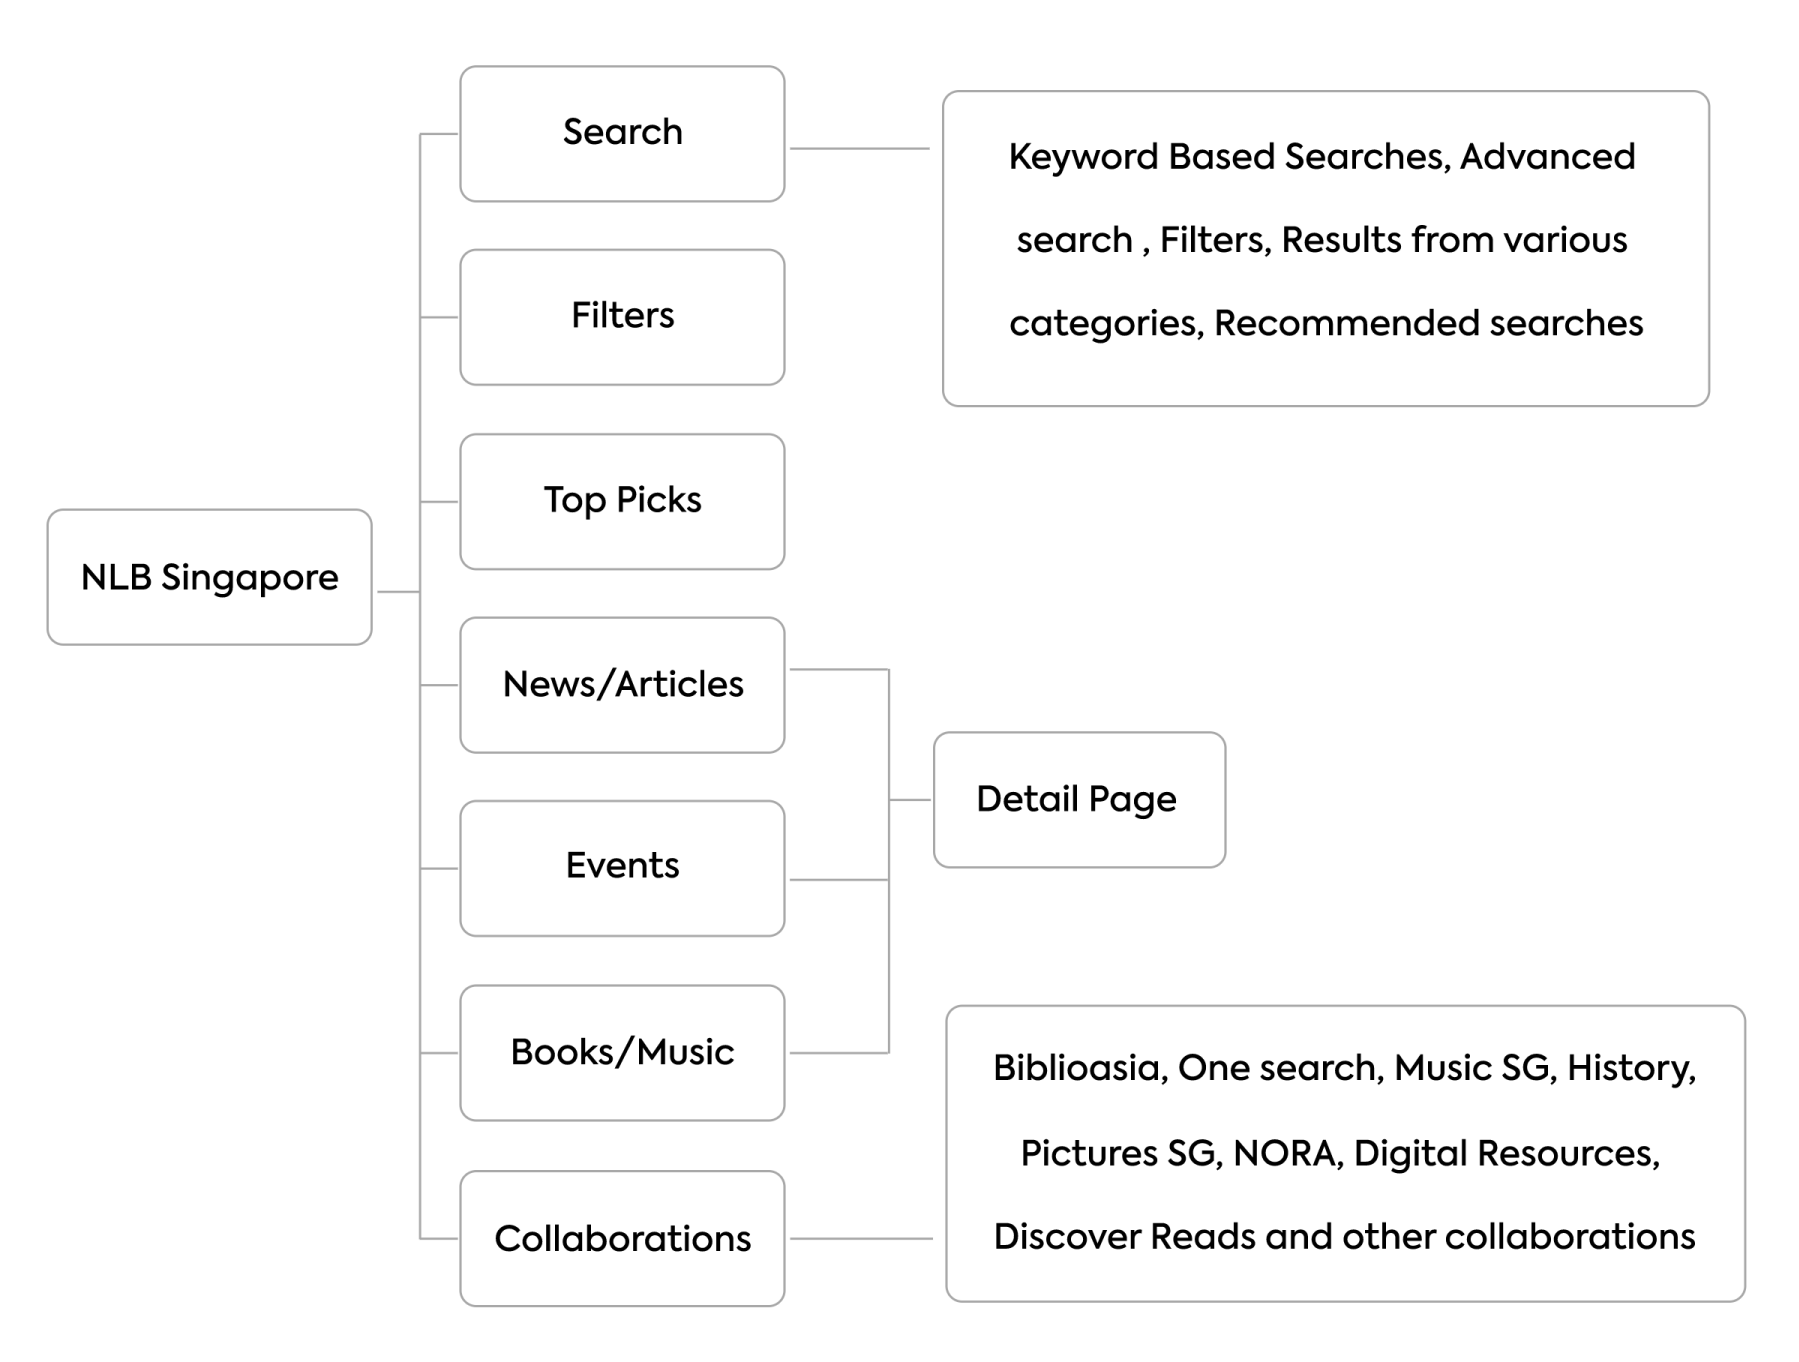 NLB Singapore
Search
Filters
Top Picks
News/Articles
Events
Books/Music
Collaborations
Keyword Based Searches, Advanced
search , Filters, Results from various
categories, Recommended searches
Detail Page
Biblioasia, One search, Music SG, History,
Pictures SG, NORA, Digital Resources,
Discover Reads and other collaborations